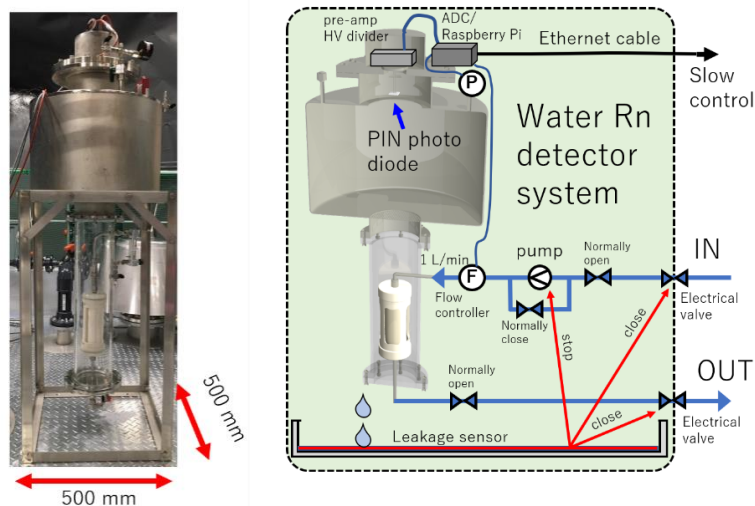 pre-amp
HV divider
ADC/
Raspberry Pi
Ethernet cable
Slow
control
P
PIN photo
diode
Water Rn
detector
system
1 L/min
F
Flow
controller
pump
Normally
open
IN
Electrical
valve
Normally
close
stop
close
Normally
open
OUT
close
Electrical
valve
Leakage sensor
500 mm
500 mm